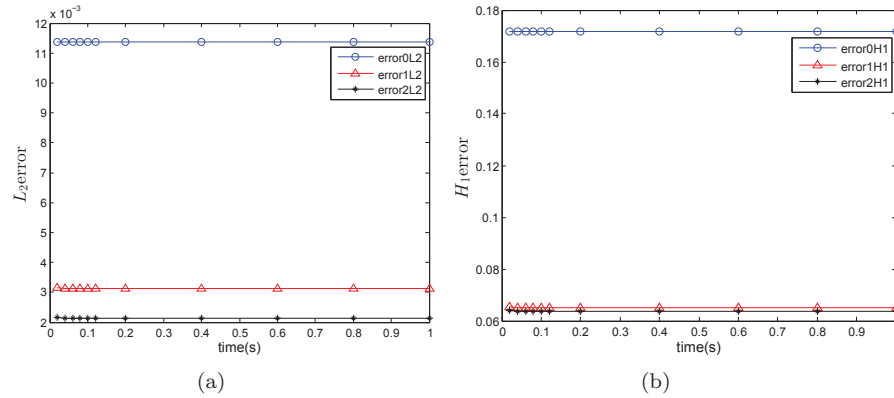 x 10⁻³
12
11
10
9
8
7
6
5
4
3
2
0 0.1 0.2 0.3 0.4 0.5 0.6 0.7 0.8 0.9 1
time(s)
L₂error
error0L2
error1L2
error2L2
(a)
0.18
0.16
0.14
0.12
0.1
0.08
0.06
0 0.1 0.2 0.3 0.4 0.5 0.6 0.7 0.8 0.9
time(s)
H₁error
error0H1
error1H1
error2H1
(b)